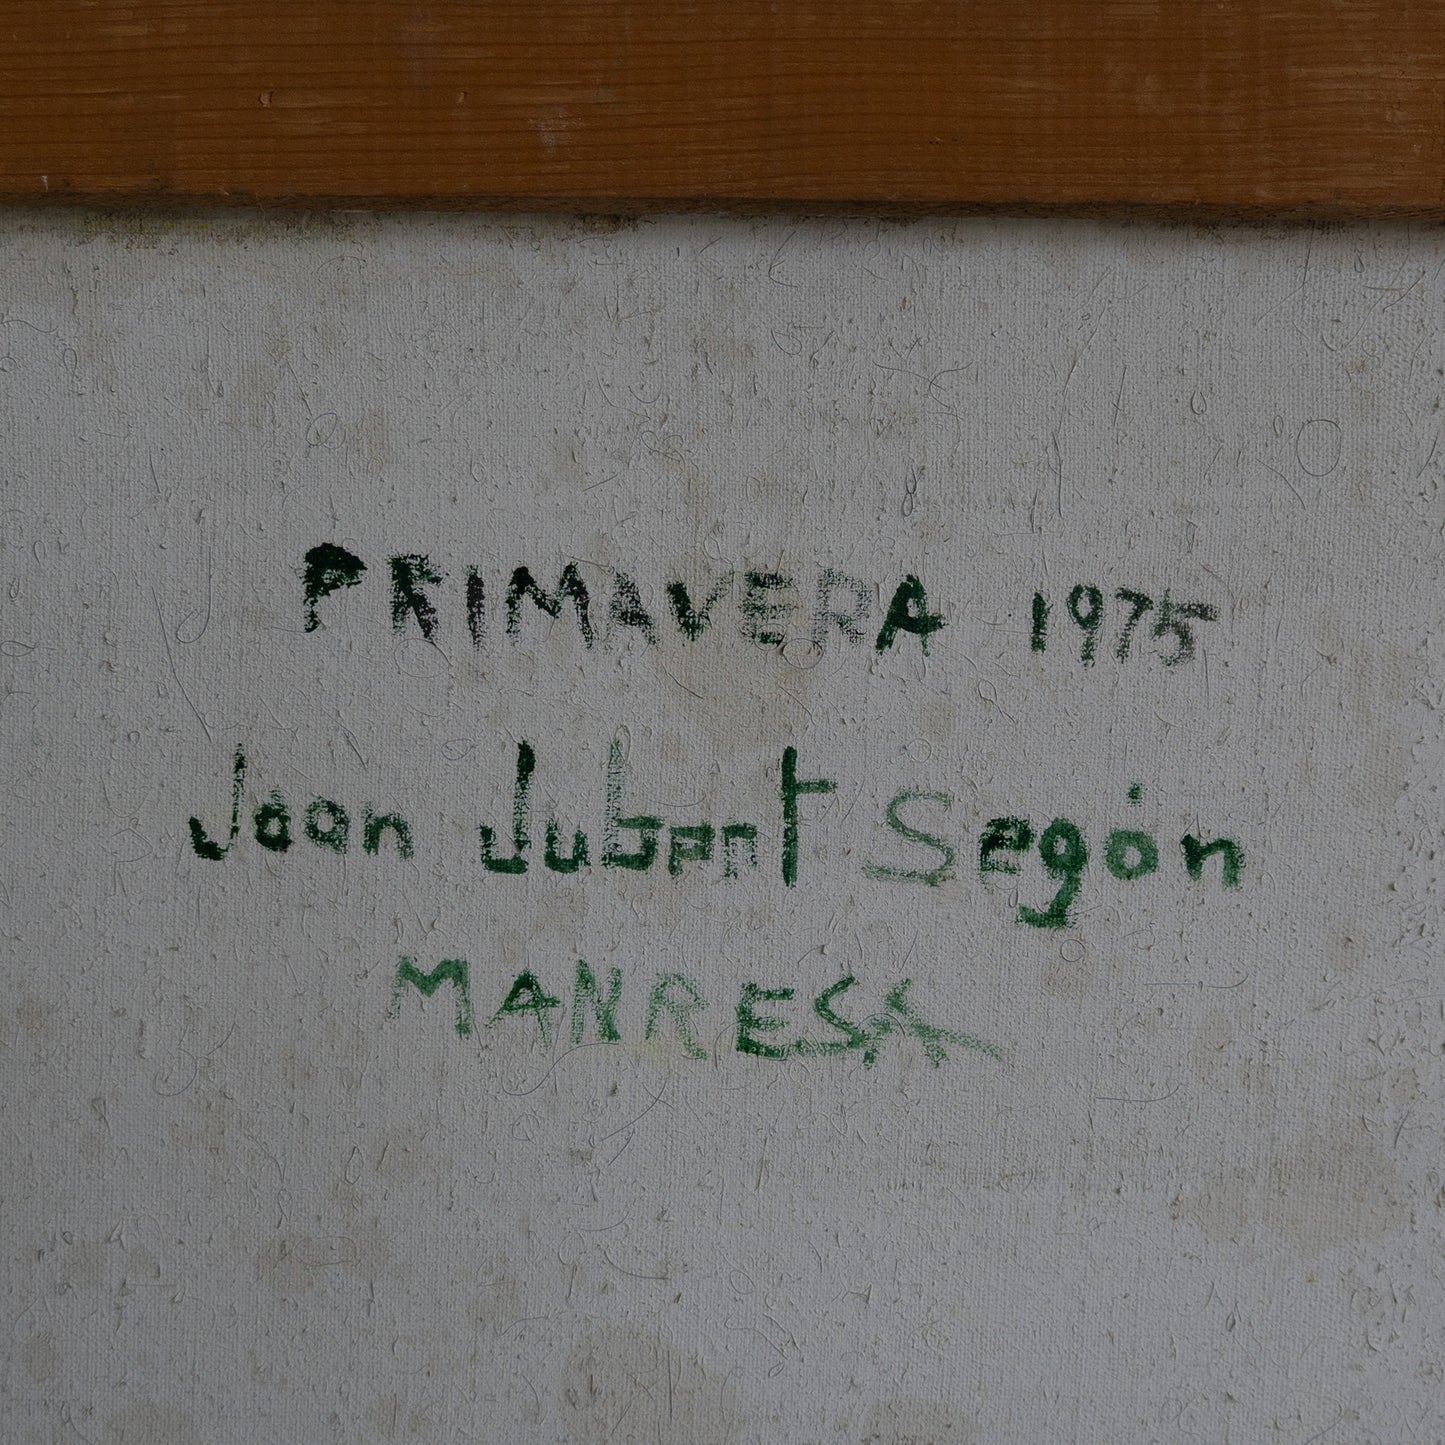 PRIMAVERA 1975
Joan Jubert Segón
MANRESA